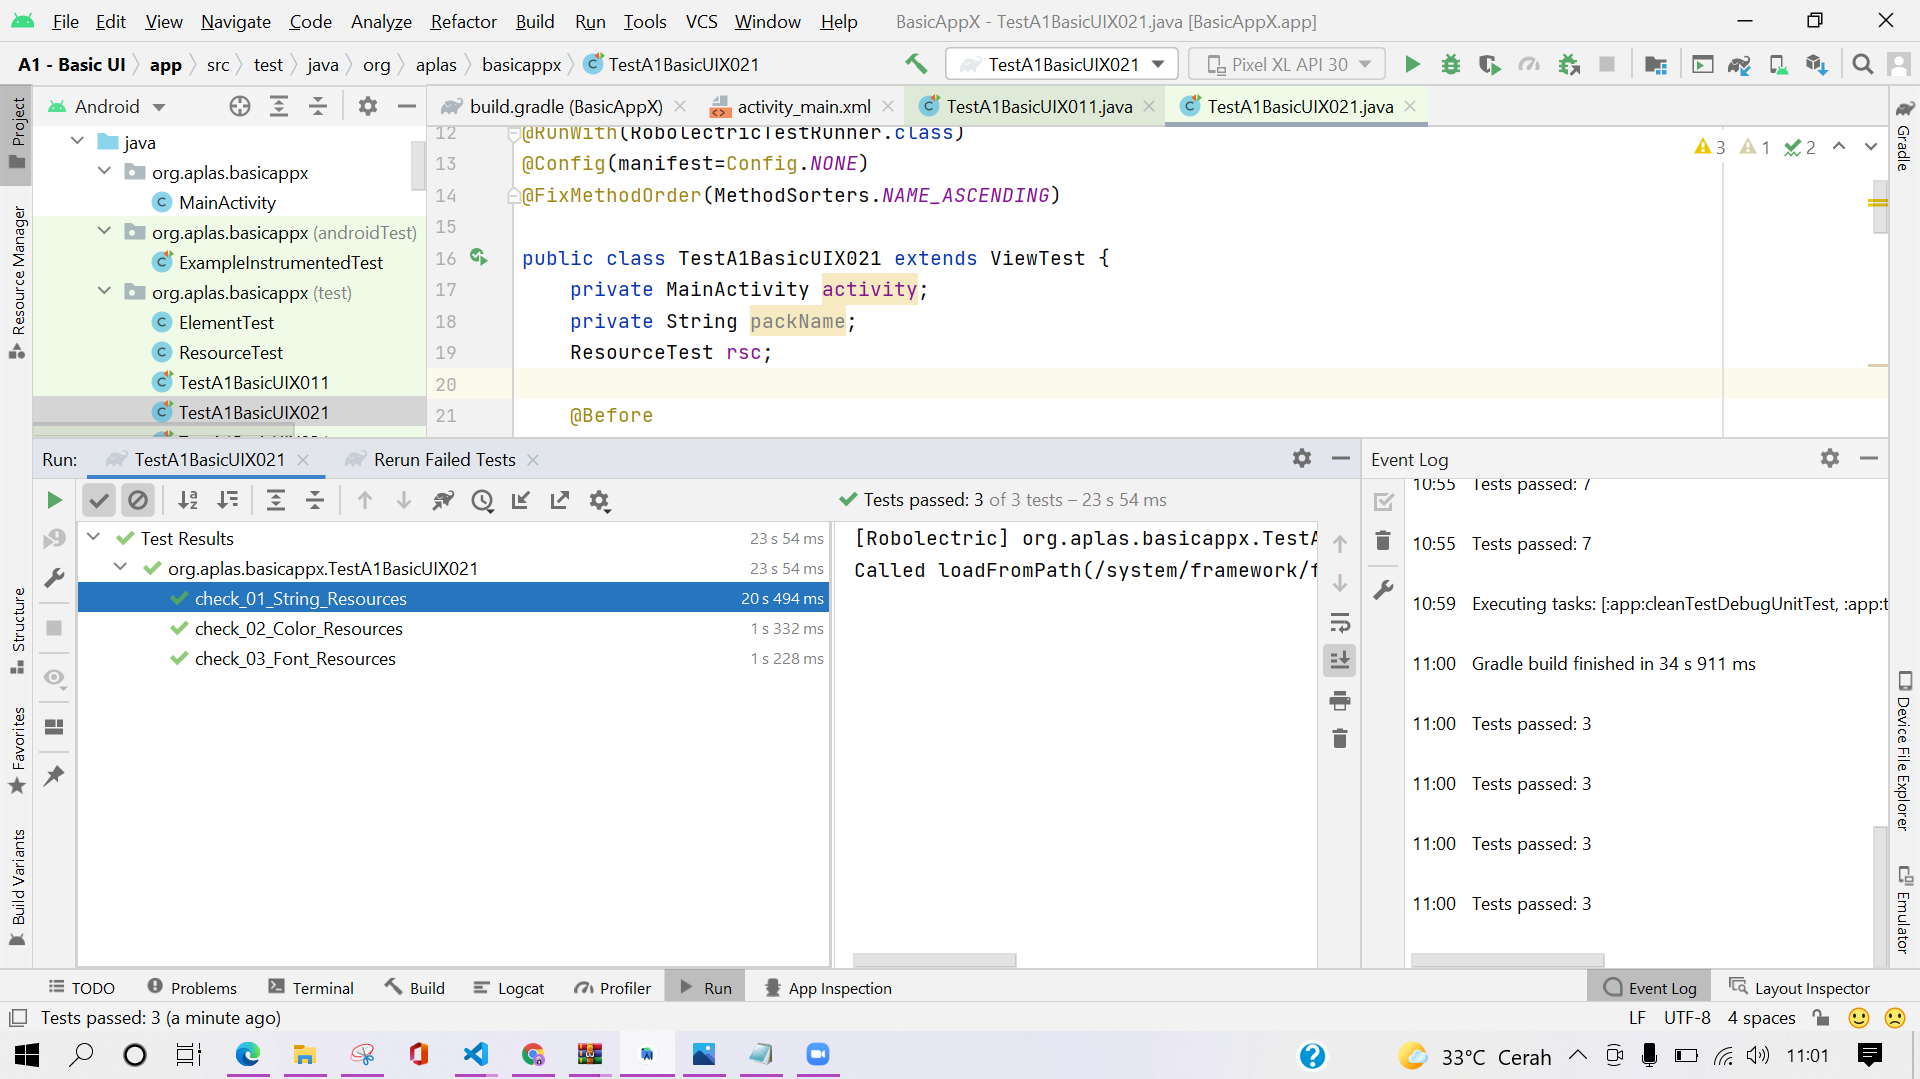 File Edit View Navigate Code Analyze Refactor Build Run Tools VCS Window Help BasicAppX - TestA1BasicUIX021.java [BasicAppX.app]
A1 - Basic UI app src test java org aplas basicappx TestA1BasicUIX021 TestA1BasicUIX021 Pixel XL API 30
Android
build.gradle (BasicAppX) activity_main.xml TestA1BasicUIX011.java TestA1BasicUIX021.java
Project
Resource Manager
Structure
Favorites
Build Variants
java
org.aplas.basicappx
MainActivity
org.aplas.basicappx (androidTest)
ExampleInstrumentedTest
org.aplas.basicappx (test)
ElementTest
ResourceTest
TestA1BasicUIX011
TestA1BasicUIX021
12 @RunWith(RobolectricTestRunner.class)
13 @Config(manifest=Config.NONE)
14 @FixMethodOrder(MethodSorters.NAME_ASCENDING)
15
16 public class TestA1BasicUIX021 extends ViewTest {
17 private MainActivity activity;
18 private String packName;
19 ResourceTest rsc;
20
21 @Before
3 1 2
Gradle
Device File Explorer
Emulator
Run: TestA1BasicUIX021 Rerun Failed Tests
Tests passed: 3 of 3 tests – 23 s 54 ms
Test Results 23 s 54 ms
org.aplas.basicappx.TestA1BasicUIX021 23 s 54 ms
check_01_String_Resources 20 s 494 ms
check_02_Color_Resources 1 s 332 ms
check_03_Font_Resources 1 s 228 ms
[Robolectric] org.aplas.basicappx.TestA
Called loadFromPath(/system/framework/f
Event Log
10:55 Tests passed: 7
10:55 Tests passed: 7
10:59 Executing tasks: [:app:cleanTestDebugUnitTest, :app:t
11:00 Gradle build finished in 34 s 911 ms
11:00 Tests passed: 3
11:00 Tests passed: 3
11:00 Tests passed: 3
11:00 Tests passed: 3
TODO Problems Terminal Build Logcat Profiler Run App Inspection Event Log Layout Inspector
Tests passed: 3 (a minute ago) LF UTF-8 4 spaces
33°C Cerah 11:01